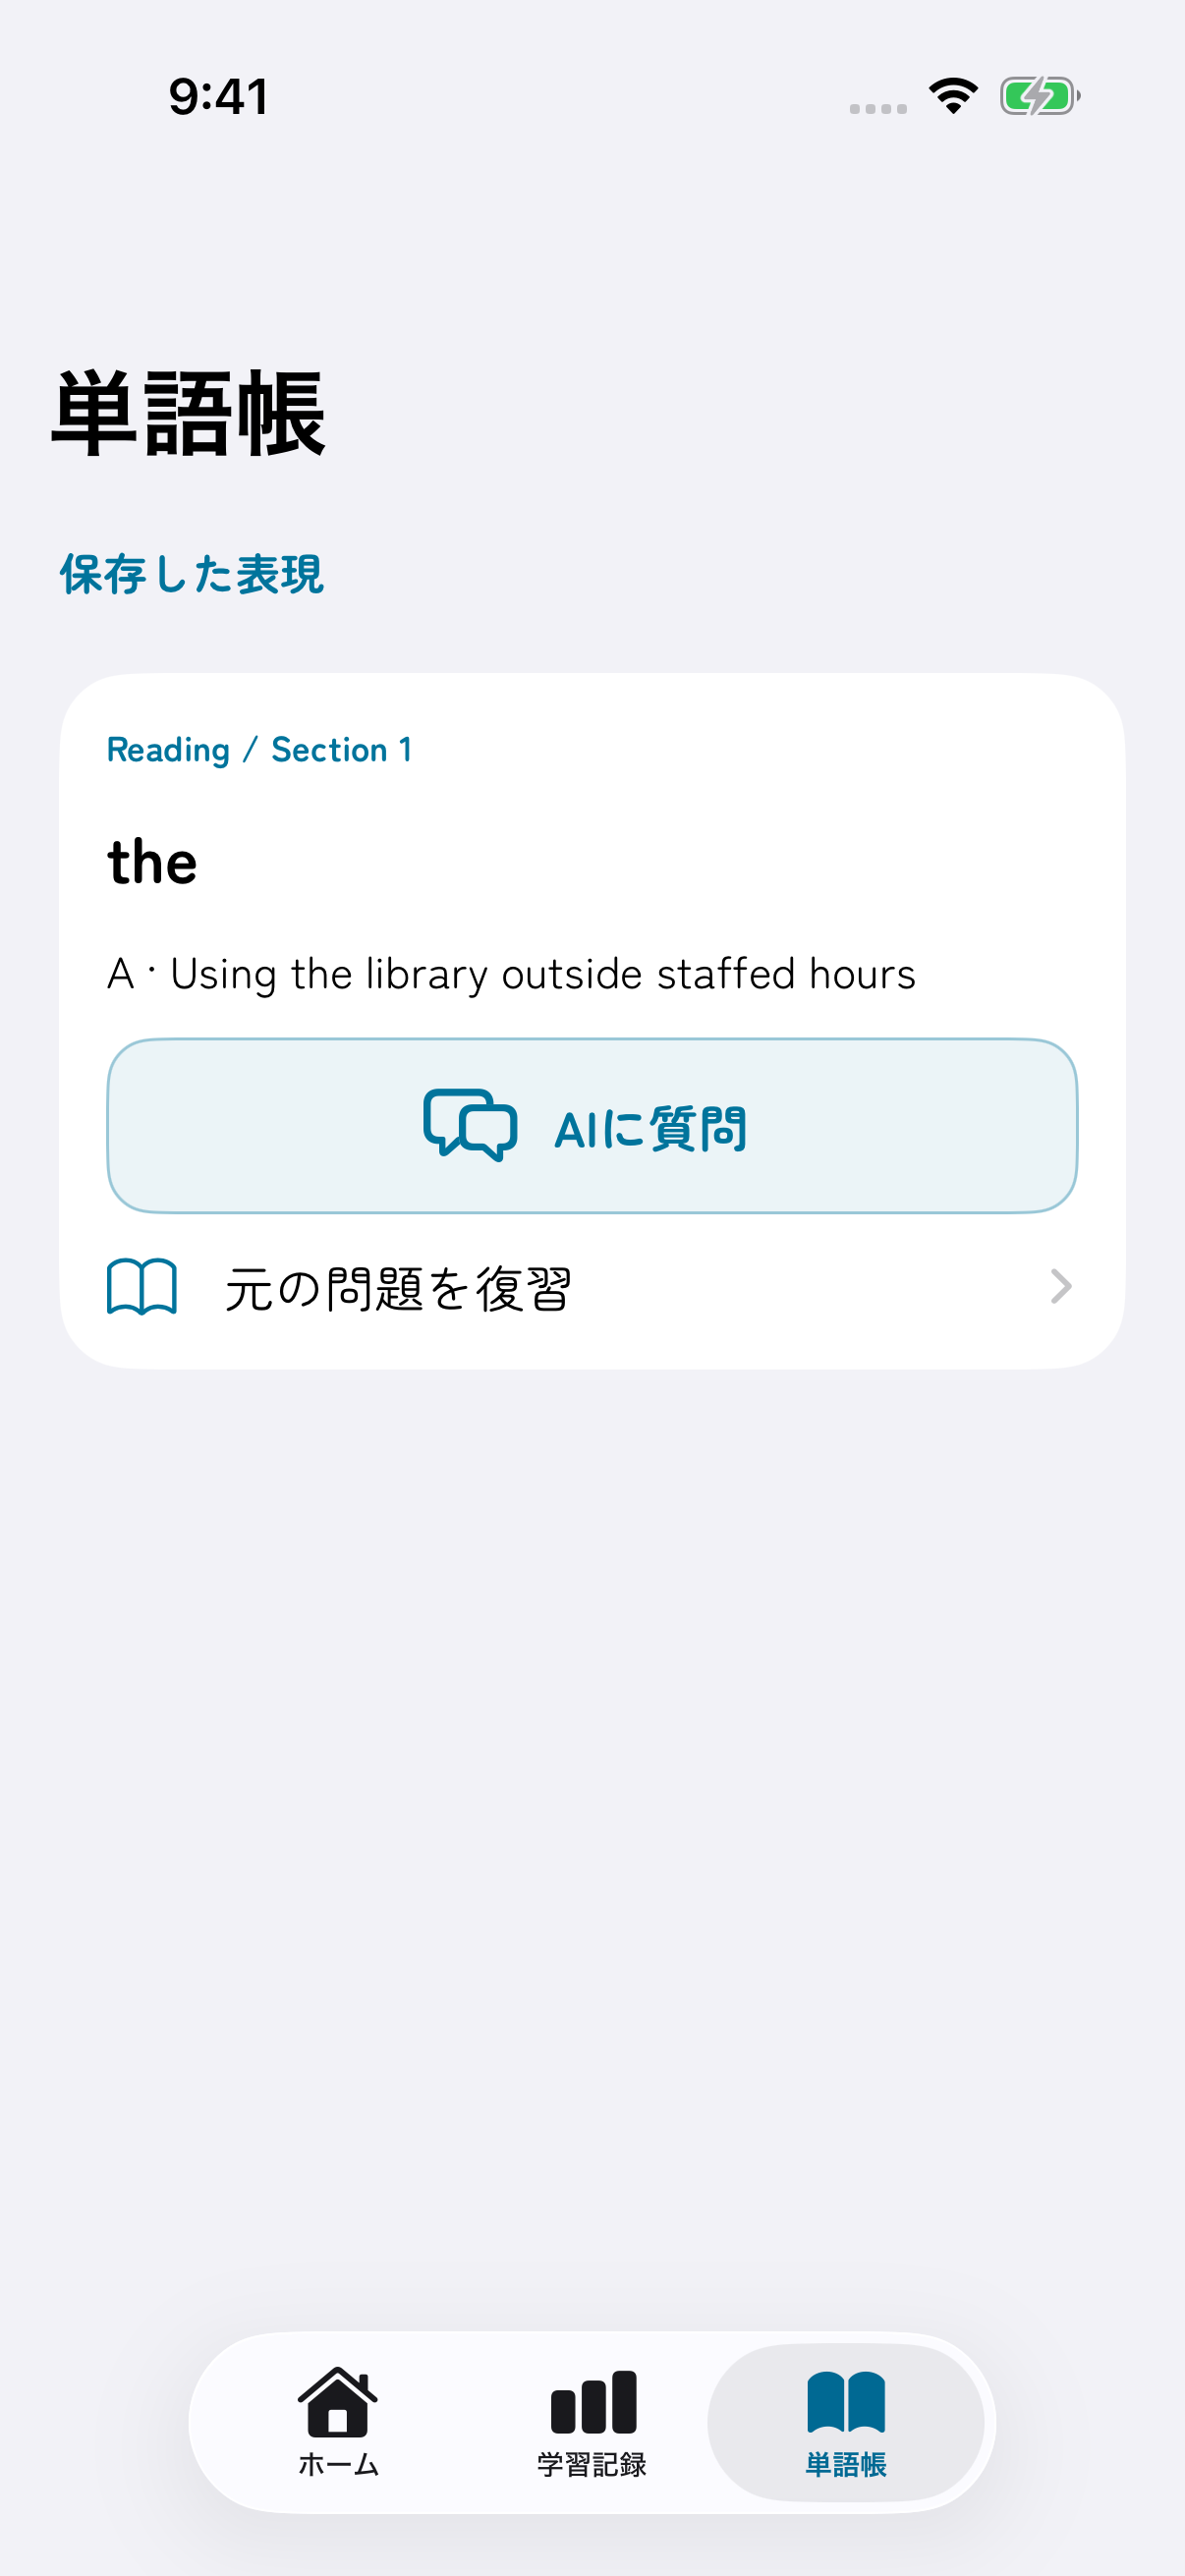 9:41
単語帳
保存した表現
Reading / Section 1
the
A · Using the library outside staffed hours
AIに質問
元の問題を復習
ホーム
学習記録
単語帳